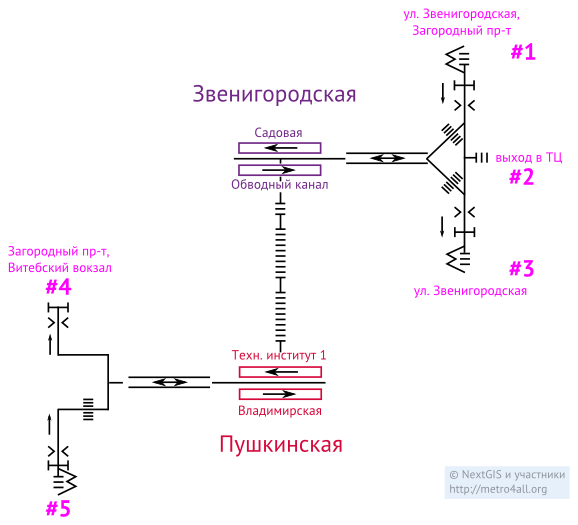 ул. Звенигородская,
Загородный пр-т
#1
Звенигородская
Садовая
Обводный канал
выход в ТЦ
#2
#3
ул. Звенигородская
Загородный пр-т,
Витебский вокзал
#4
Техн. институт 1
Владимирская
Пушкинская
#5
© NextGIS и участники
http://metro4all.org